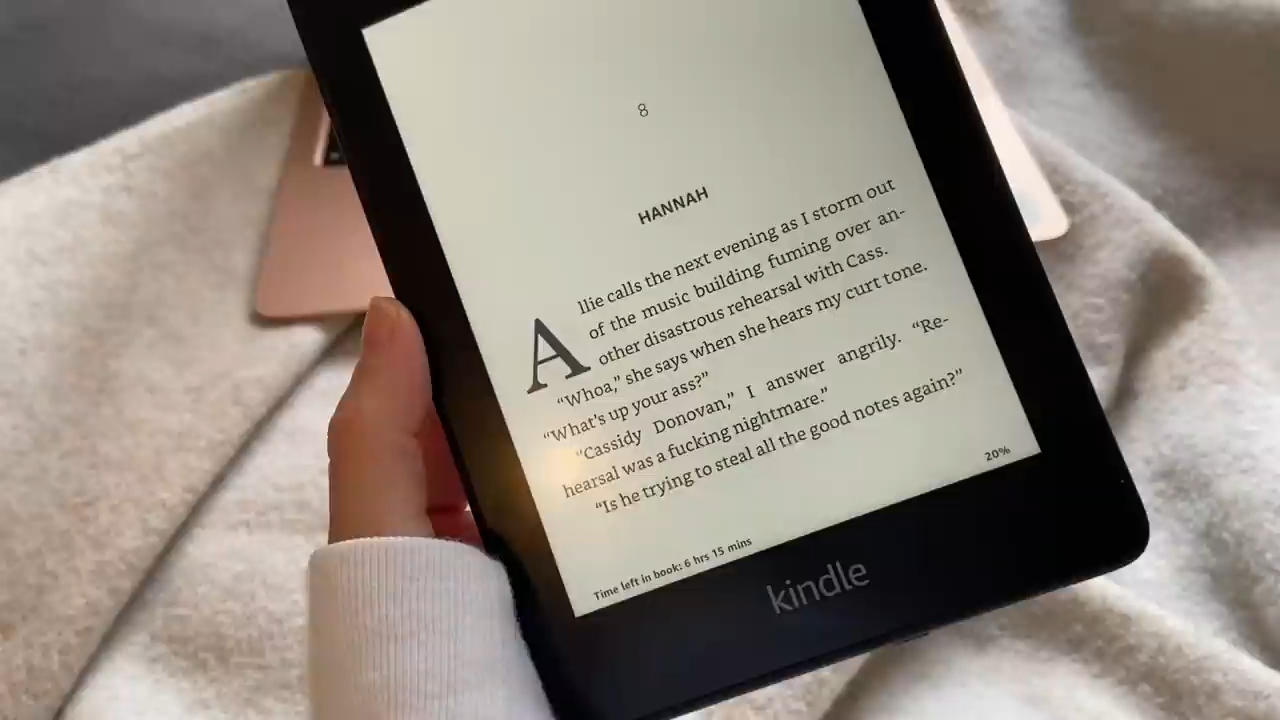 8
HANNAH
Allie calls the next evening as I storm out
of the music building fuming over an-
other disastrous rehearsal with Cass.
“Whoa,” she says when she hears my curt tone.
“What’s up your ass?”
“Cassidy Donovan,” I answer angrily. “Re-
hearsal was a fucking nightmare.”
“Is he trying to steal all the good notes again?”
Time left in book: 6 hrs 15 mins
20%
kindle